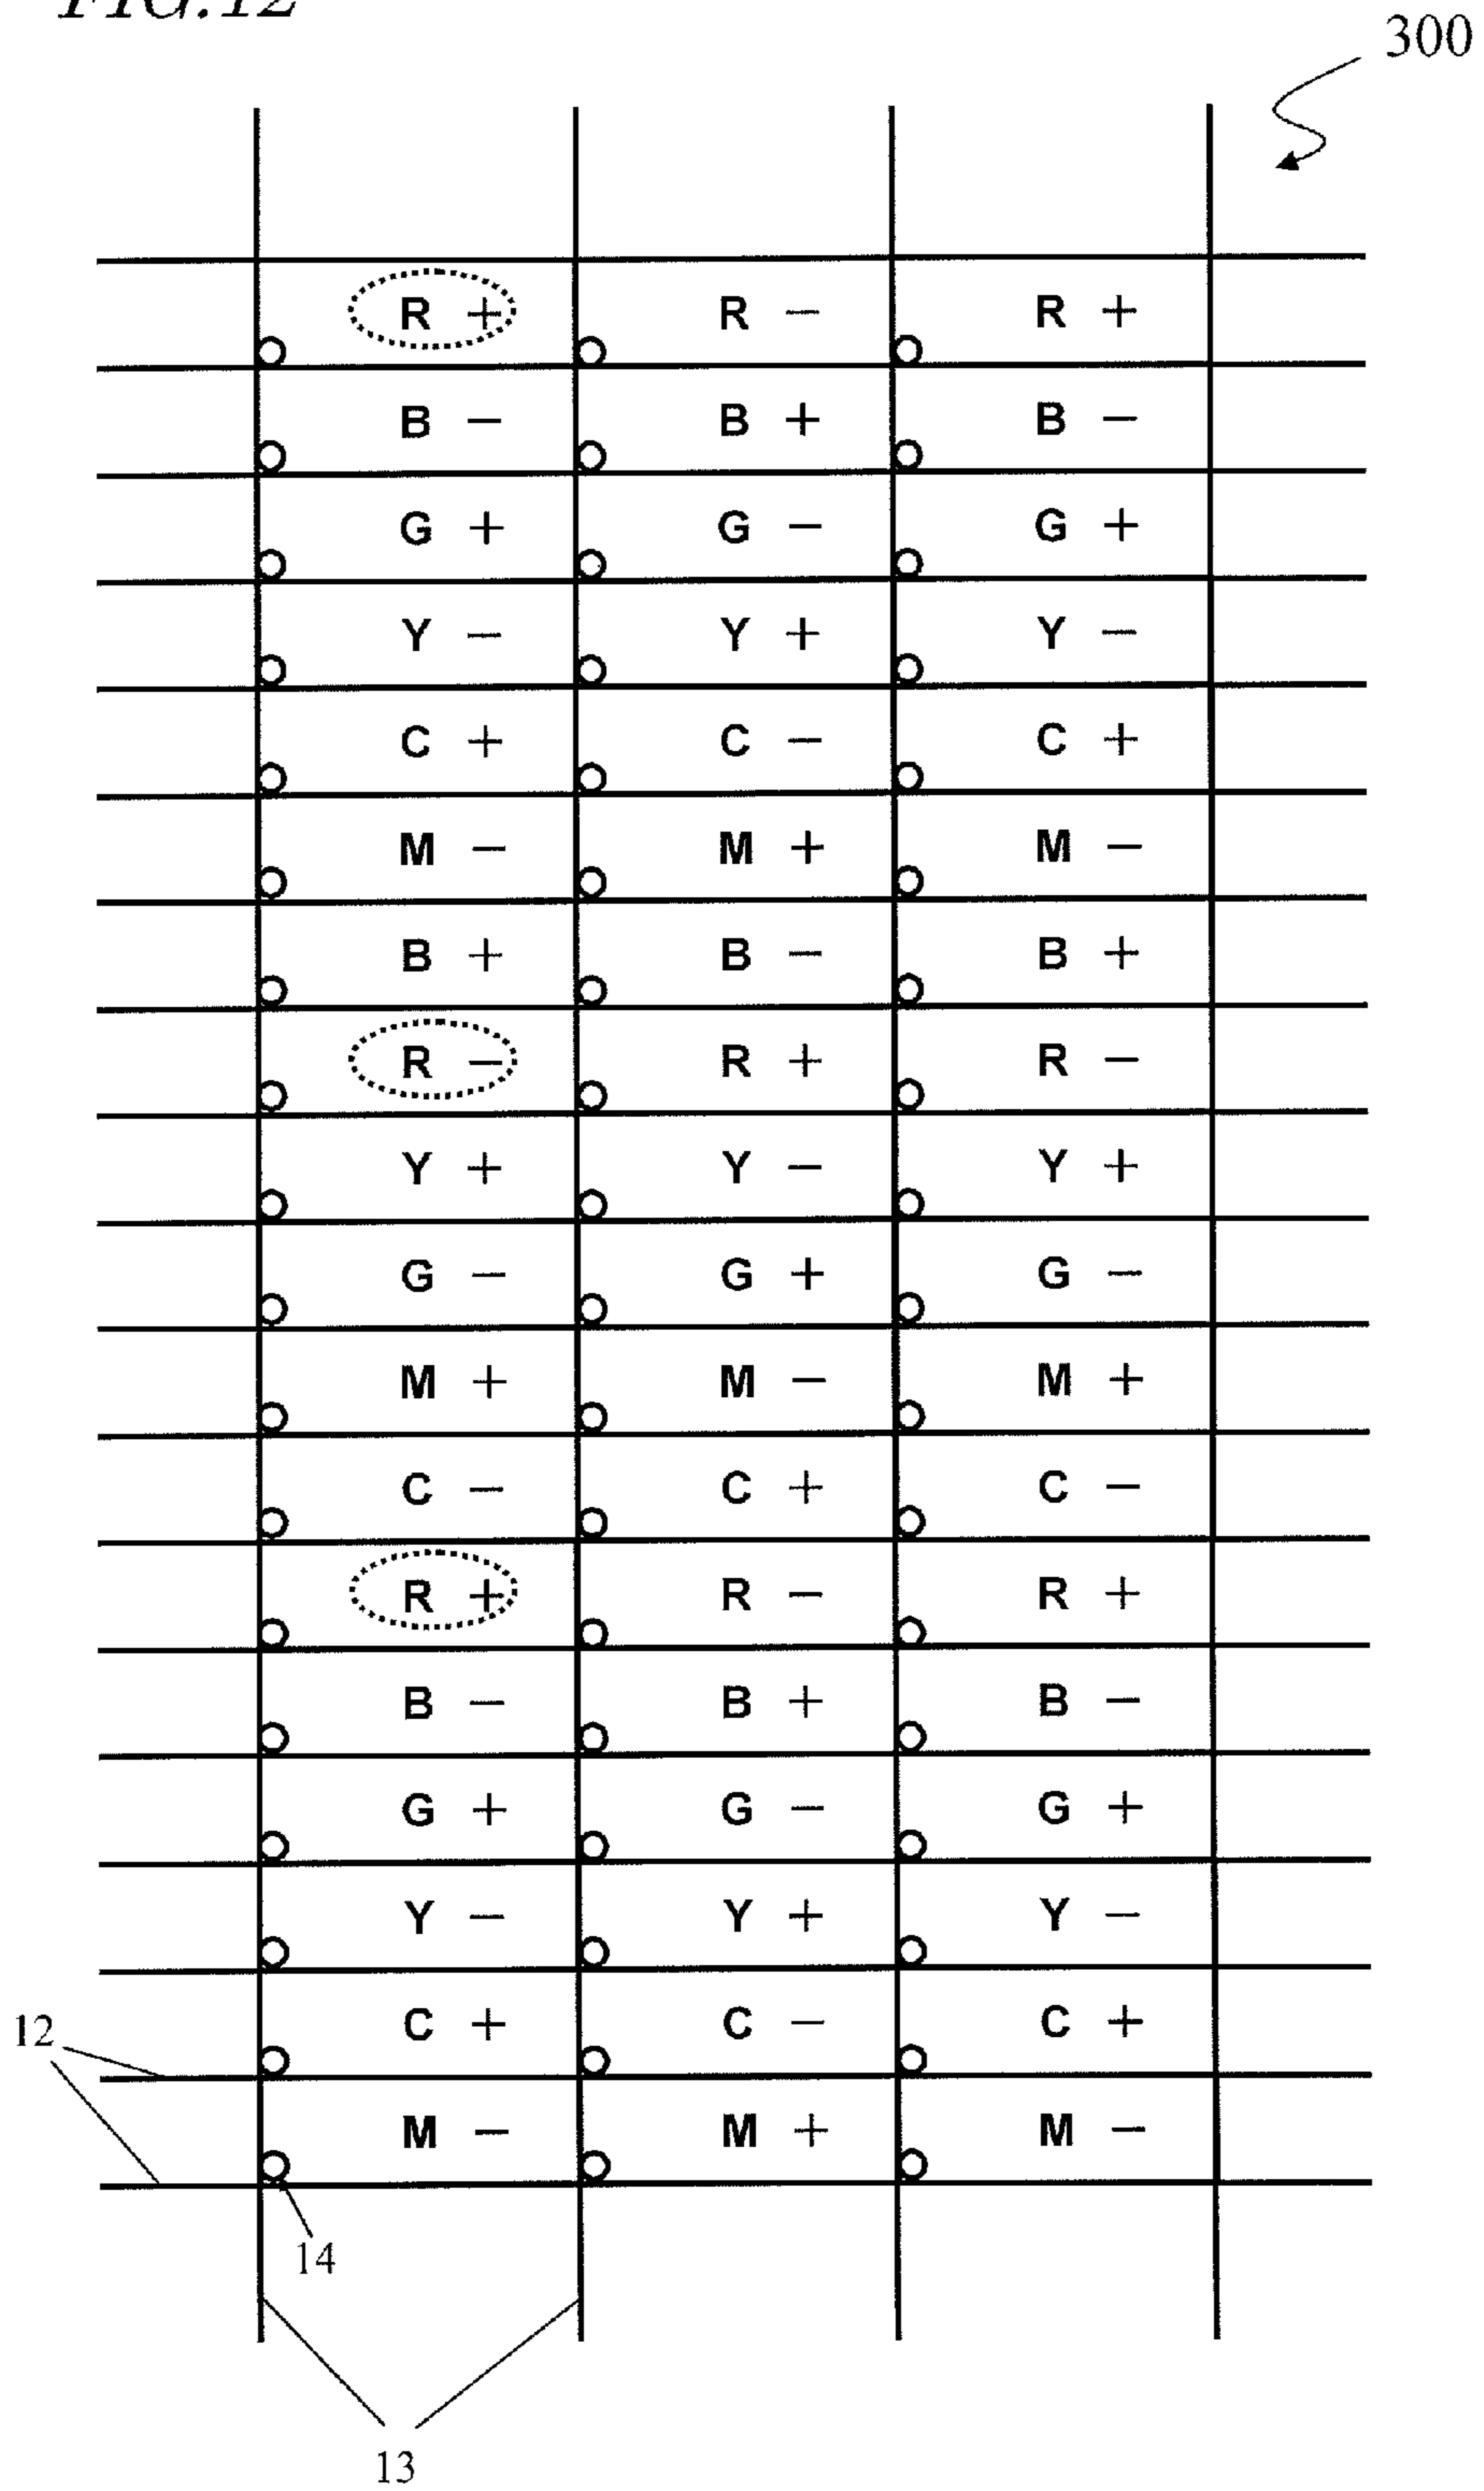 FIG.12
300
R + R − R +
B − B + B −
G + G − G +
Y − Y + Y −
C + C − C +
M − M + M −
B + B − B +
R − R + R −
Y + Y − Y +
G − G + G −
M + M − M +
C − C + C −
R + R − R +
B − B + B −
G + G − G +
Y − Y + Y −
C + C − C +
12
M − M + M −
14
13